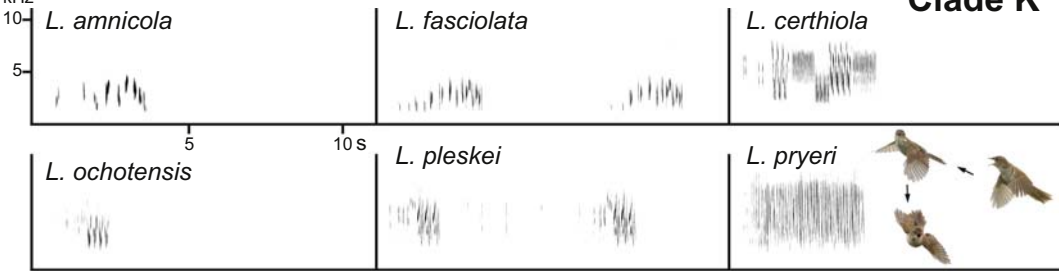 kHz
Clade K
10
L. amnicola
L. fasciolata
L. certhiola
5
5
10 s
L. ochotensis
L. pleskei
L. pryeri